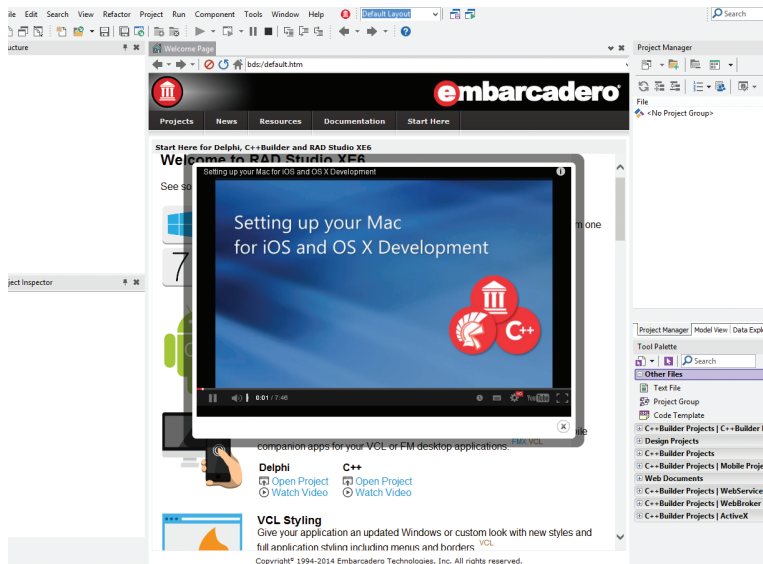 ile Edit Search View Refactor Project Run Component Tools Window Help Default Layout Search
ucture
Welcome Page
Project Manager
bds:/default.htm
embarcadero
File
<No Project Group>
Projects News Resources Documentation Start Here
Start Here for Delphi, C++Builder and RAD Studio XE6
Welcome to RAD Studio XE6
See so
Setting up your Mac for iOS and OS X Development
m one
Setting up your Mac
for iOS and OS X Development
7
C++
ject Inspector
0:01 / 7:46
YouTube
bile
companion apps for your VCL or FM desktop applications. FMX VCL
Delphi C++
Open Project Open Project
Watch Video Watch Video
VCL Styling
Give your application an updated Windows or custom look with new styles and
full application styling including menus and borders. VCL
Copyright© 1994-2014 Embarcadero Technologies, Inc. All rights reserved.
Project Manager Model View Data Expl
Tool Palette
Search
Other Files
Text File
Project Group
Code Template
C++Builder Projects | C++Builder
Design Projects
C++Builder Projects
C++Builder Projects | Mobile Proje
Web Documents
C++Builder Projects | WebService
C++Builder Projects | WebBroker
C++Builder Projects | ActiveX